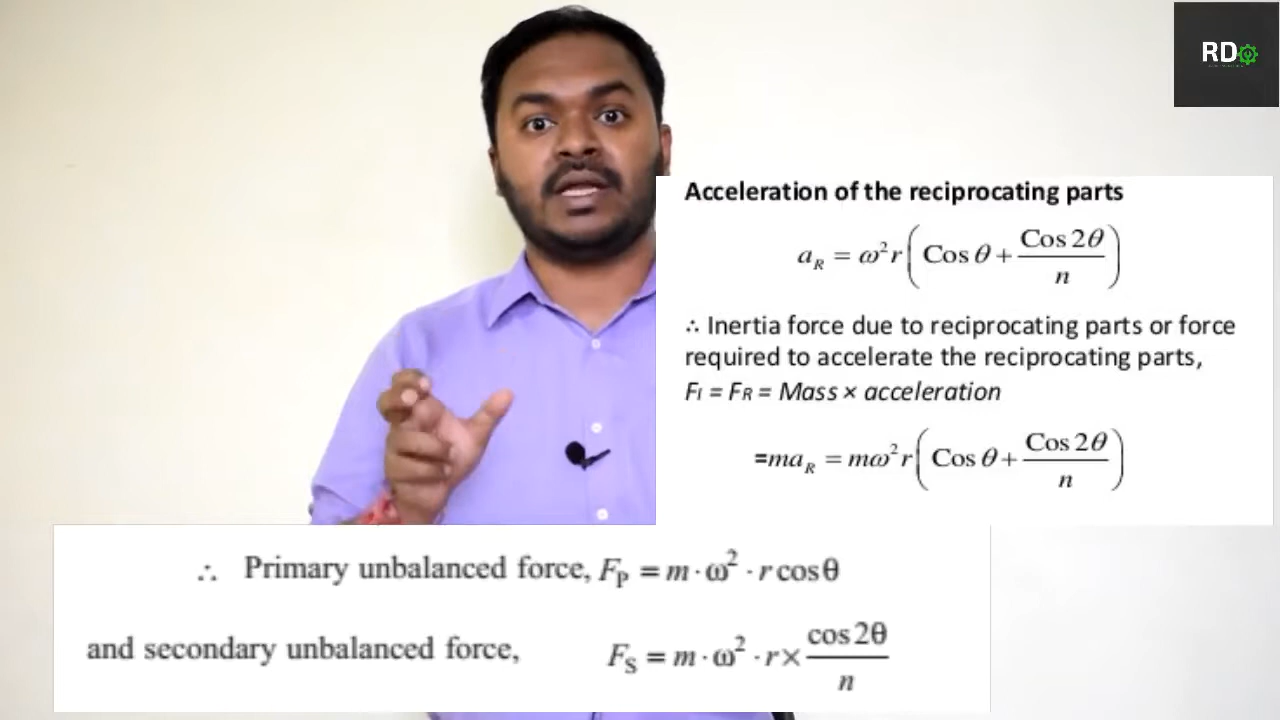 RD
Acceleration of the reciprocating parts
a_R = ω²r(Cos θ + Cos 2θ / n)
∴ Inertia force due to reciprocating parts or force
required to accelerate the reciprocating parts,
F_I = F_R = Mass × acceleration
=ma_R = mω²r(Cos θ + Cos 2θ / n)
∴ Primary unbalanced force, F_P = m · ω² · r cos θ
and secondary unbalanced force, F_S = m · ω² · r × cos 2θ / n